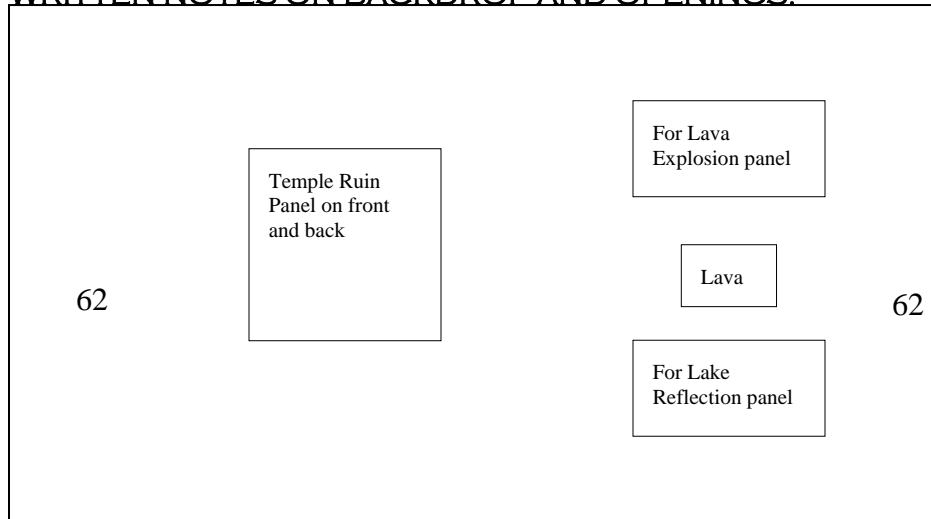 WRITTEN NOTES ON BACKDROP AND OPENINGS:
For Lava
Explosion panel
Temple Ruin
Panel on front
and back
62
Lava
62
For Lake
Reflection panel